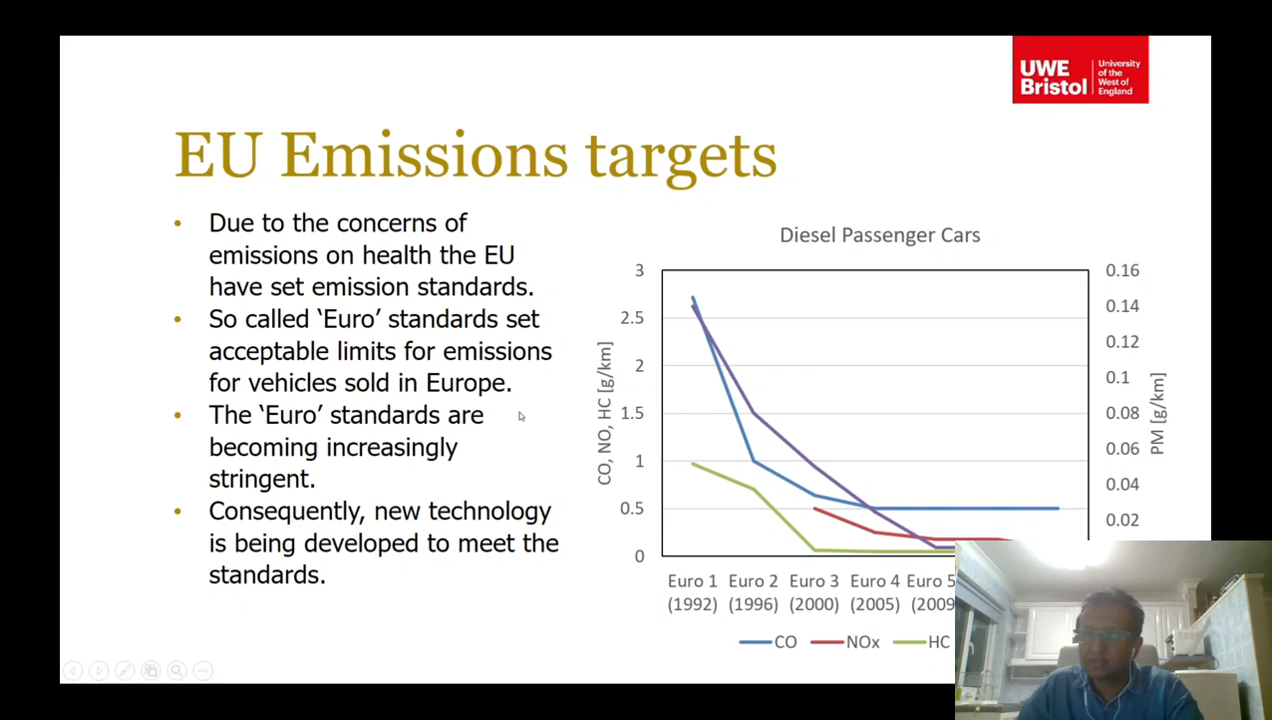 UWE
Bristol
University
of the
West of
England
EU Emissions targets
• Due to the concerns of
emissions on health the EU
have set emission standards.
• So called ‘Euro’ standards set
acceptable limits for emissions
for vehicles sold in Europe.
• The ‘Euro’ standards are
becoming increasingly
stringent.
• Consequently, new technology
is being developed to meet the
standards.
Diesel Passenger Cars
3
2.5
2
1.5
1
0.5
0
CO, NO, HC [g/km]
0.16
0.14
0.12
0.1
0.08
0.06
0.04
0.02
PM [g/km]
Euro 1 Euro 2 Euro 3 Euro 4 Euro 5
(1992) (1996) (2000) (2005) (2009
CO NOx HC